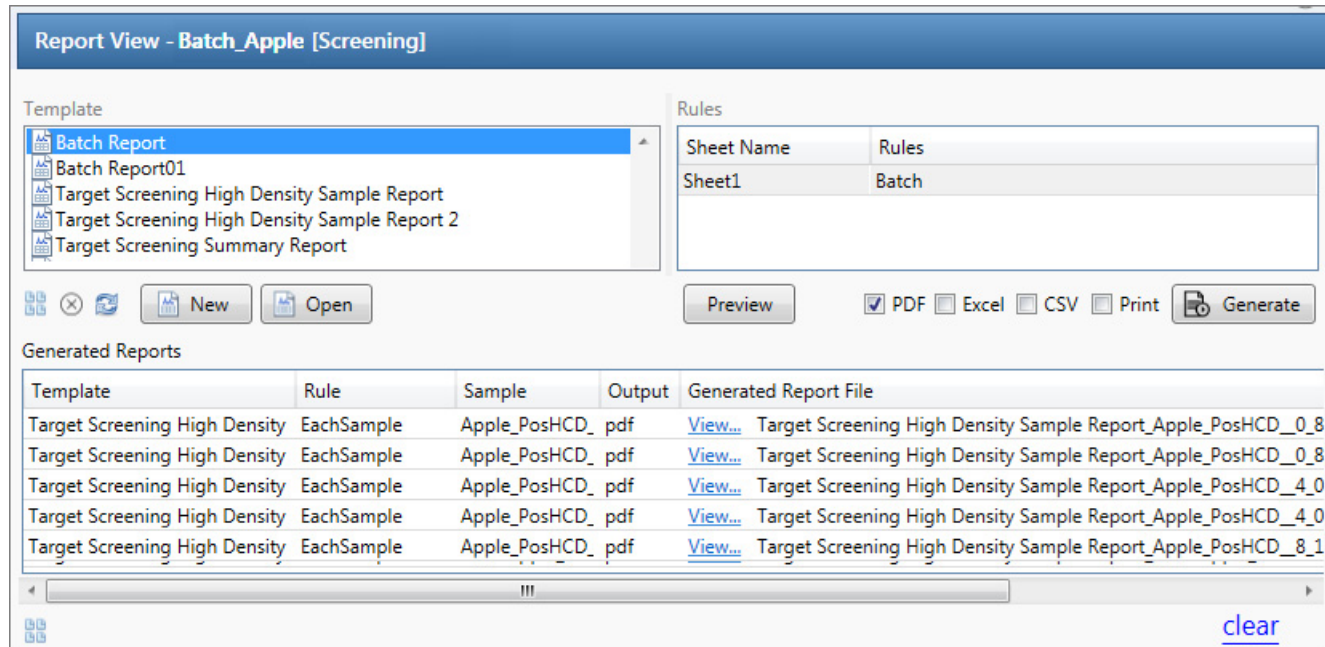 Report View - Batch_Apple [Screening]
Template
Batch Report
Batch Report01
Target Screening High Density Sample Report
Target Screening High Density Sample Report 2
Target Screening Summary Report
Rules
Sheet Name Rules
Sheet1 Batch
New Open Preview PDF Excel CSV Print Generate
Generated Reports
Template Rule Sample Output Generated Report File
Target Screening High Density EachSample Apple_PosHCD_ pdf View... Target Screening High Density Sample Report_Apple_PosHCD__0_8
Target Screening High Density EachSample Apple_PosHCD_ pdf View... Target Screening High Density Sample Report_Apple_PosHCD__0_8
Target Screening High Density EachSample Apple_PosHCD_ pdf View... Target Screening High Density Sample Report_Apple_PosHCD__4_0
Target Screening High Density EachSample Apple_PosHCD_ pdf View... Target Screening High Density Sample Report_Apple_PosHCD__4_0
Target Screening High Density EachSample Apple_PosHCD_ pdf View... Target Screening High Density Sample Report_Apple_PosHCD__8_1
clear